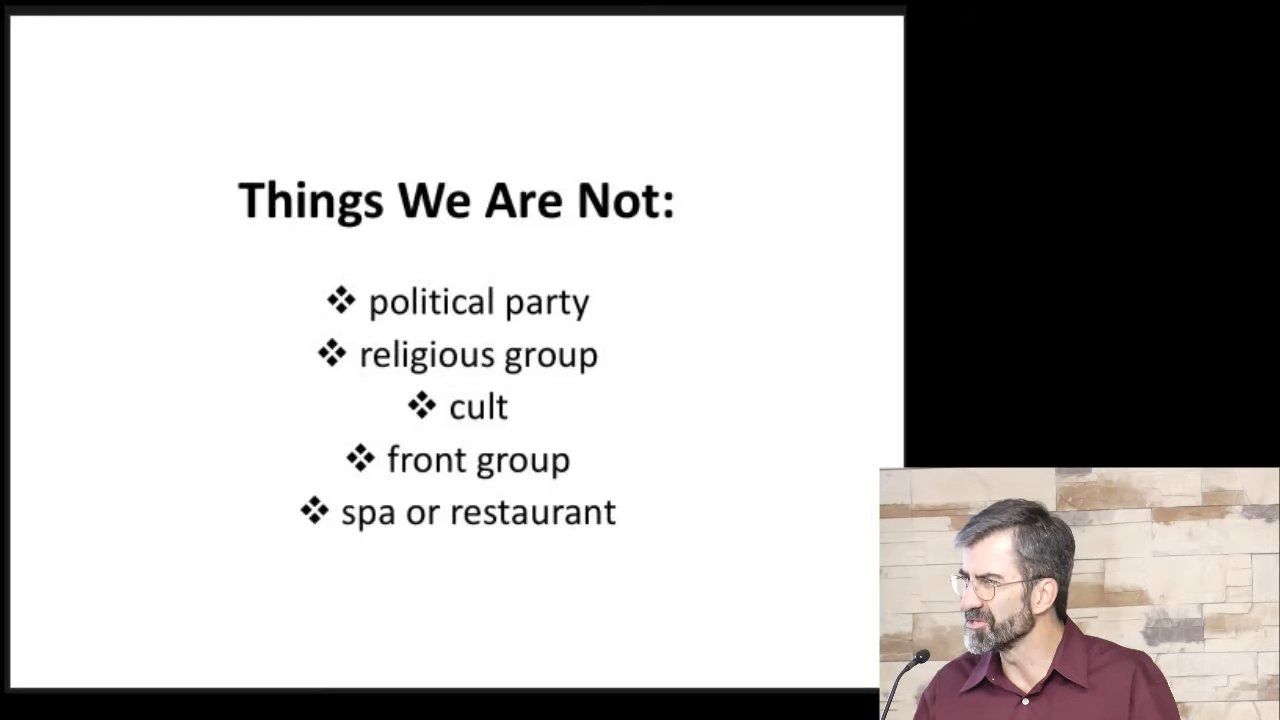 Things We Are Not:
❖ political party
❖ religious group
❖ cult
❖ front group
❖ spa or restaurant